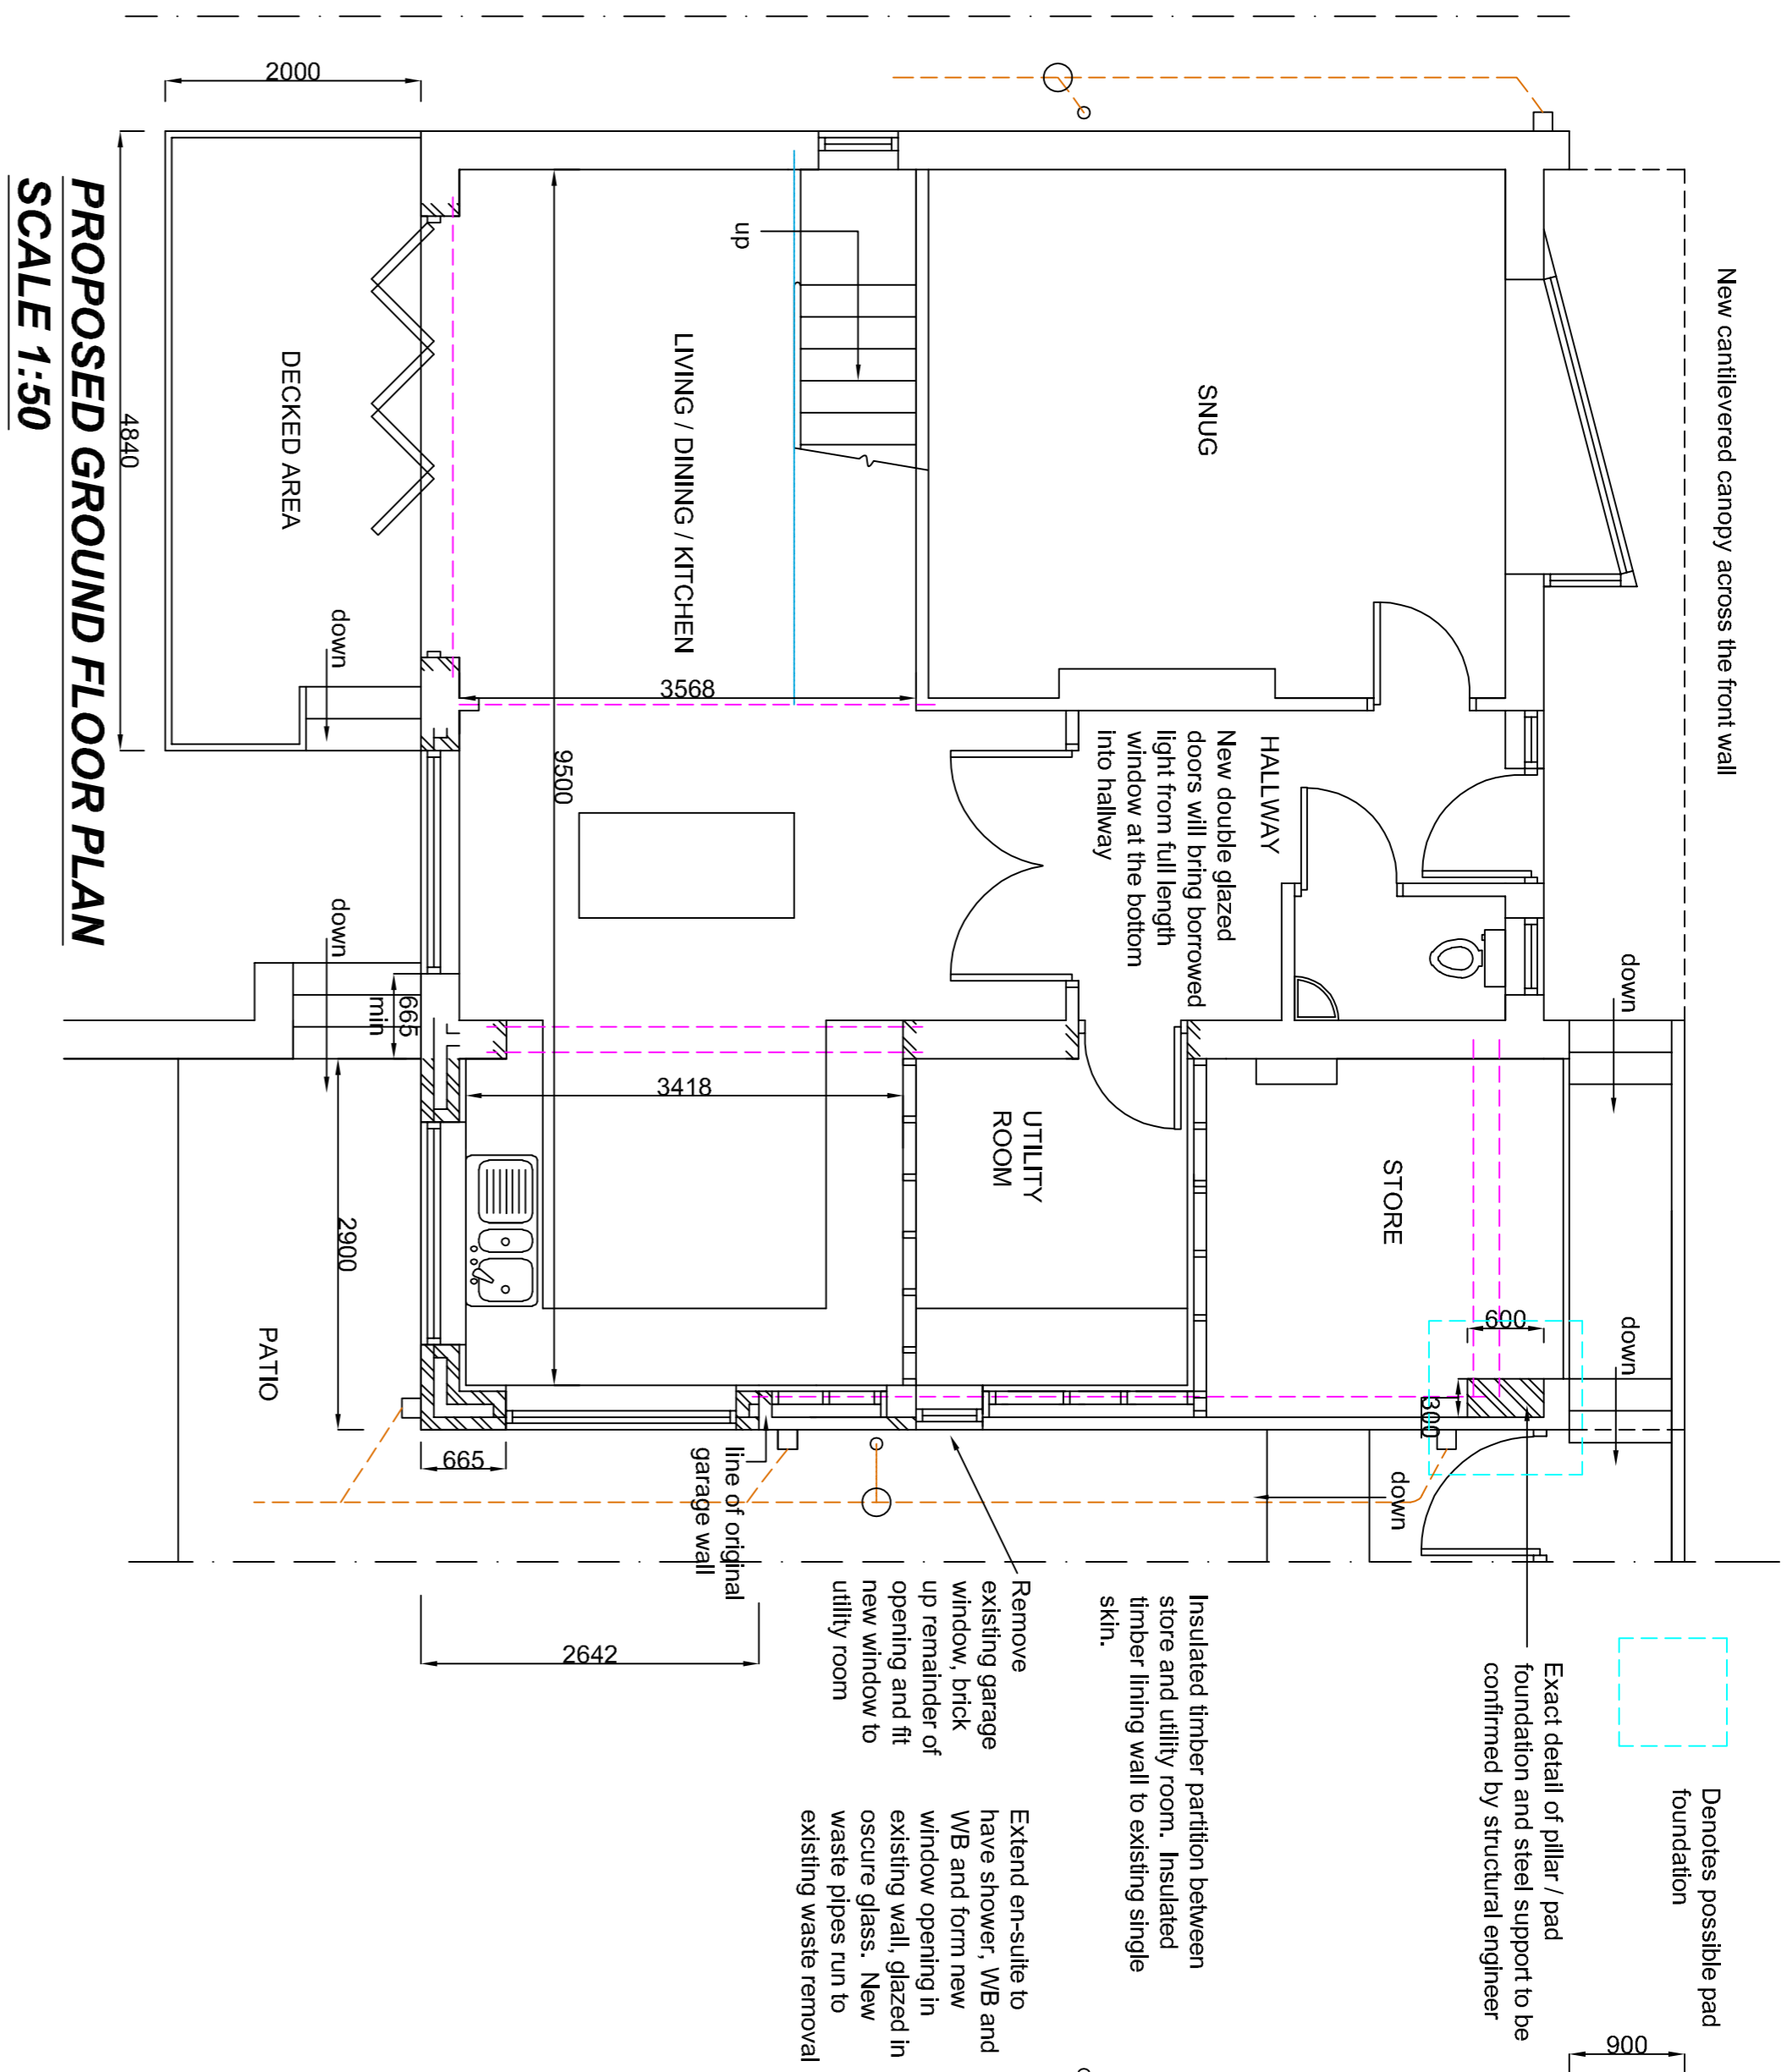 New cantilevered canopy across the front wall
Denotes possible pad
foundation
Exact detail of pillar / pad
foundation and steel support to be
confirmed by structural engineer
900
down
down
600
300
down
SNUG
HALLWAY
New double glazed
doors will bring borrowed
light from full length
window at the bottom
into hallway
STORE
UTILITY
ROOM
Insulated timber partition between
store and utility room. Insulated
timber lining wall to existing single
skin.
Remove
existing garage
window, brick
up remainder of
opening and fit
new window to
utility room
Extend en-suite to
have shower, WB and
WB and form new
window opening in
existing wall, glazed in
oscure glass. New
waste pipes run to
existing waste removal
up
LIVING / DINING / KITCHEN
3568
3418
9500
line of original
garage wall
2642
665
665
min
2900
2000
DECKED AREA
down
down
PATIO
4840
PROPOSED GROUND FLOOR PLAN
SCALE 1:50